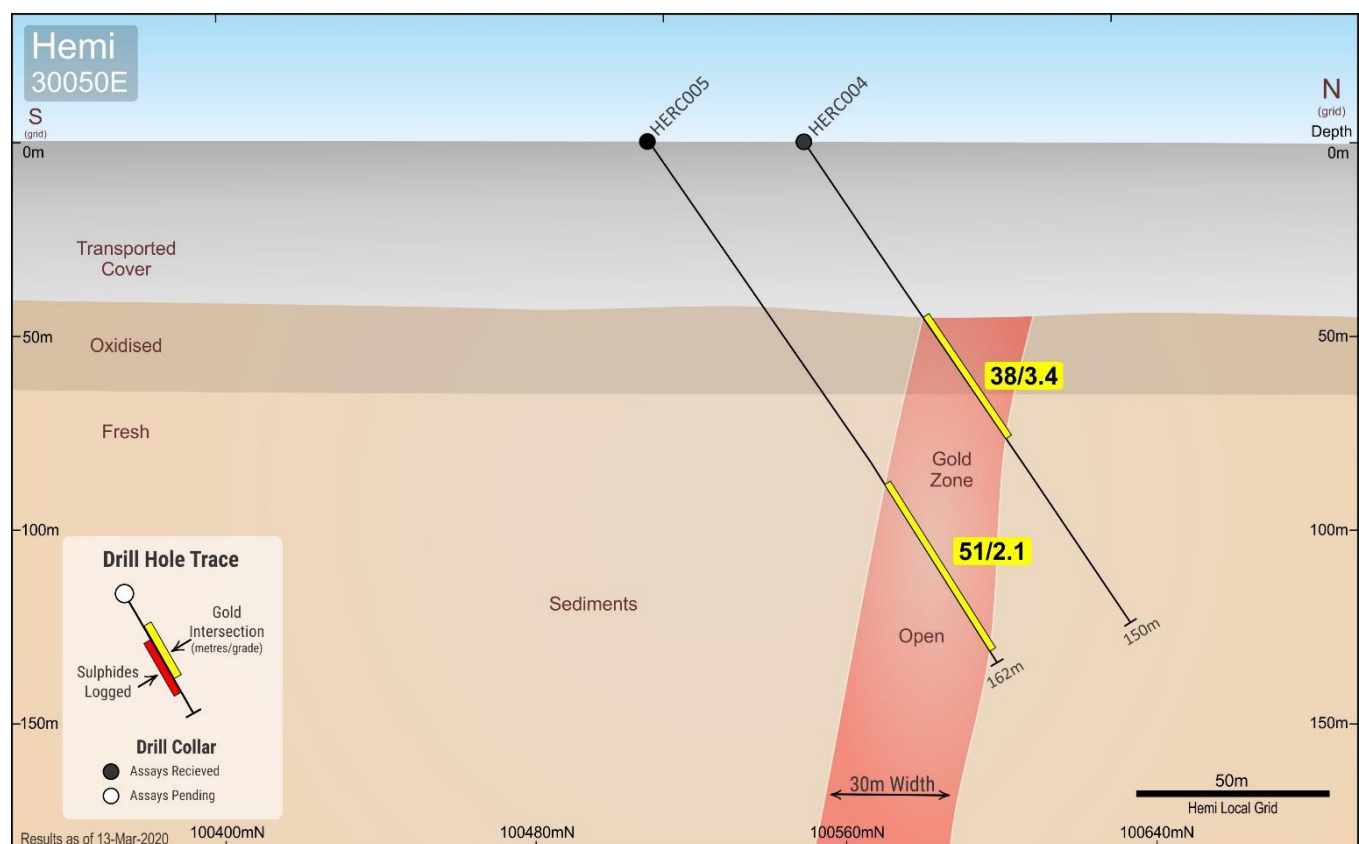 Hemi
30050E
S
(grid)
0m
HERC005
HERC004
N
(grid)
Depth
0m
Transported
Cover
Oxidised
Fresh
50m
50m
38/3.4
Gold
Zone
100m
100m
51/2.1
Sediments
Open
150m
162m
150m
150m
Drill Hole Trace
Gold
Intersection
(metres/grade)
Sulphides
Logged
Drill Collar
Assays Recieved
Assays Pending
30m Width
50m
Hemi Local Grid
Results as of 13-Mar-2020
100400mN
100480mN
100560mN
100640mN